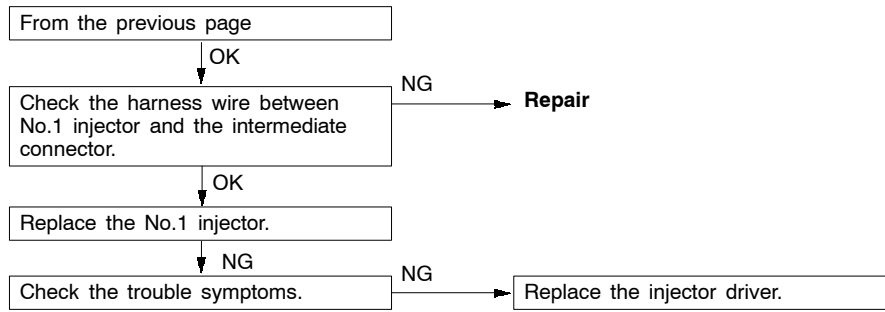 From the previous page
OK
Check the harness wire between
No.1 injector and the intermediate
connector.
NG
Repair
OK
Replace the No.1 injector.
NG
Check the trouble symptoms.
NG
Replace the injector driver.